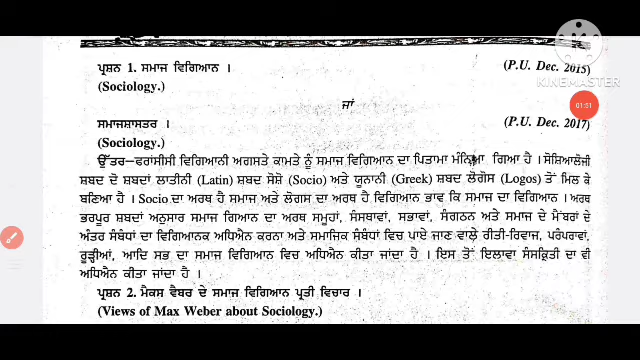 ਪ੍ਰਸ਼ਨ 1. ਸਮਾਜ ਵਿਗਿਆਨ । (P.U. Dec. 2015)
(Sociology.)
ਜਾਂ
ਸਮਾਜਸ਼ਾਸਤਰ । (P.U. Dec. 2017)
(Sociology.)
ਉੱਤਰ–ਫਰਾਂਸੀਸੀ ਵਿਗਿਆਨੀ ਅਗਸਤੇ ਕਾਮਤੇ ਨੂੰ ਸਮਾਜ ਵਿਗਿਆਨ ਦਾ ਪਿਤਾਮਾ ਮੰਨਿਆ ਗਿਆ ਹੈ । ਸੋਸ਼ਿਆਲੋਜੀ
ਸ਼ਬਦ ਦੋ ਸ਼ਬਦਾਂ ਲਾਤੀਨੀ (Latin) ਸ਼ਬਦ ਸੋਸ਼ੋ (Socio) ਅਤੇ ਯੂਨਾਨੀ (Greek) ਸ਼ਬਦ ਲੋਗੋਸ (Logos) ਤੋਂ ਮਿਲ ਕੇ
ਬਣਿਆ ਹੈ । Socio ਦਾ ਅਰਥ ਹੈ ਸਮਾਜ ਅਤੇ ਲੋਗਸ ਦਾ ਅਰਥ ਹੈ ਵਿਗਿਆਨ ਭਾਵ ਕਿ ਸਮਾਜ ਦਾ ਵਿਗਿਆਨ । ਅਰਥ
ਭਰਪੂਰ ਸ਼ਬਦਾਂ ਅਨੁਸਾਰ ਸਮਾਜ ਗਿਆਨ ਦਾ ਅਰਥ ਸਮੂਹਾਂ, ਸੰਸਥਾਵਾਂ, ਸਭਾਵਾਂ, ਸੰਗਠਨ ਅਤੇ ਸਮਾਜ ਦੇ ਮੈਂਬਰਾਂ ਦੇ
ਅੰਤਰ ਸੰਬੰਧਾਂ ਦਾ ਵਿਗਿਆਨਕ ਅਧਿਐਨ ਕਰਨਾ ਅਤੇ ਸਮਾਜਿਕ ਸੰਬੰਧਾਂ ਵਿਚ ਪਾਏ ਜਾਣ ਵਾਲੇ ਰੀਤੀ-ਰਿਵਾਜ, ਪਰੰਪਰਾਵਾਂ,
ਰੂੜੀਆਂ, ਆਦਿ ਸਭ ਦਾ ਸਮਾਜ ਵਿਗਿਆਨ ਵਿਚ ਅਧਿਐਨ ਕੀਤਾ ਜਾਂਦਾ ਹੈ । ਇਸ ਤੋਂ ਇਲਾਵਾ ਸੰਸਕ੍ਰਿਤੀ ਦਾ ਵੀ
ਅਧਿਐਨ ਕੀਤਾ ਜਾਂਦਾ ਹੈ ।
ਪ੍ਰਸ਼ਨ 2. ਮੈਕਸ ਵੈਬਰ ਦੇ ਸਮਾਜ ਵਿਗਿਆਨ ਪ੍ਰਤੀ ਵਿਚਾਰ ।
(Views of Max Weber about Sociology.)
KINEMASTER
01:51